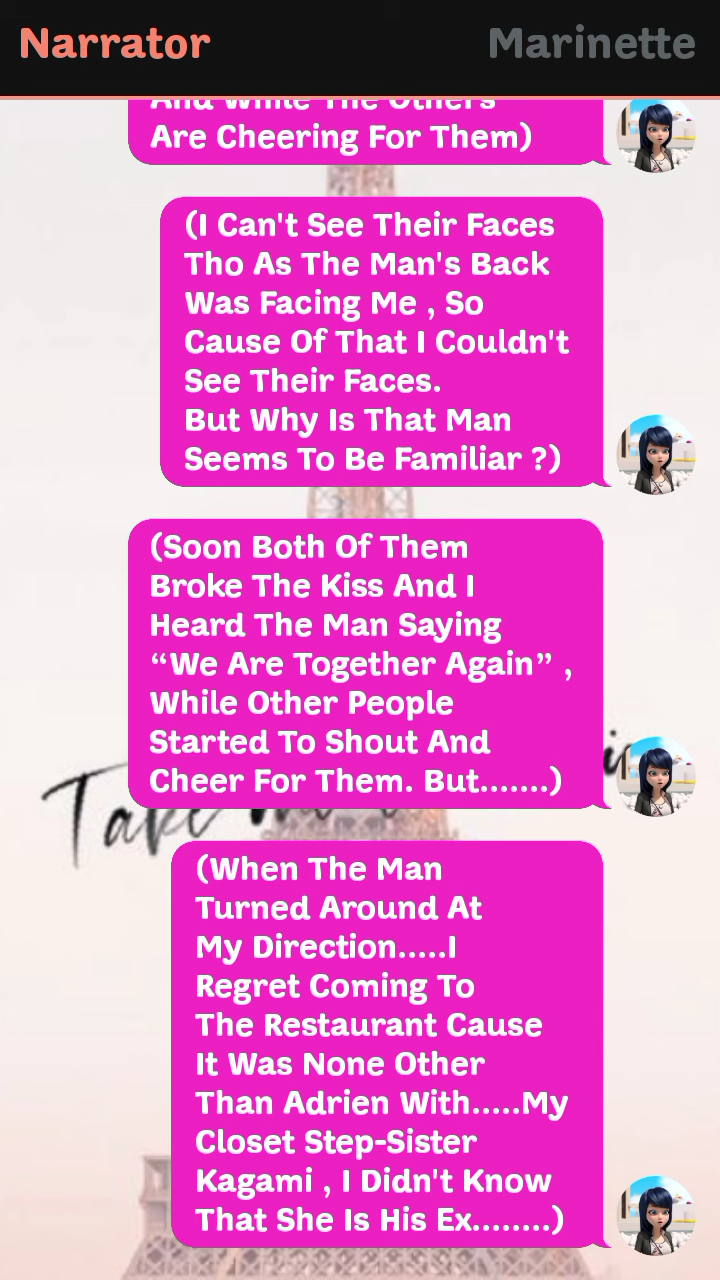 Narrator
Marinette
And While The Others
Are Cheering For Them)
(I Can't See Their Faces
Tho As The Man's Back
Was Facing Me , So
Cause Of That I Couldn't
See Their Faces.
But Why Is That Man
Seems To Be Familiar ?)
(Soon Both Of Them
Broke The Kiss And I
Heard The Man Saying
“We Are Together Again” ,
While Other People
Started To Shout And
Cheer For Them. But.......)
Take
(When The Man
Turned Around At
My Direction.....I
Regret Coming To
The Restaurant Cause
It Was None Other
Than Adrien With.....My
Closet Step-Sister
Kagami , I Didn't Know
That She Is His Ex........)